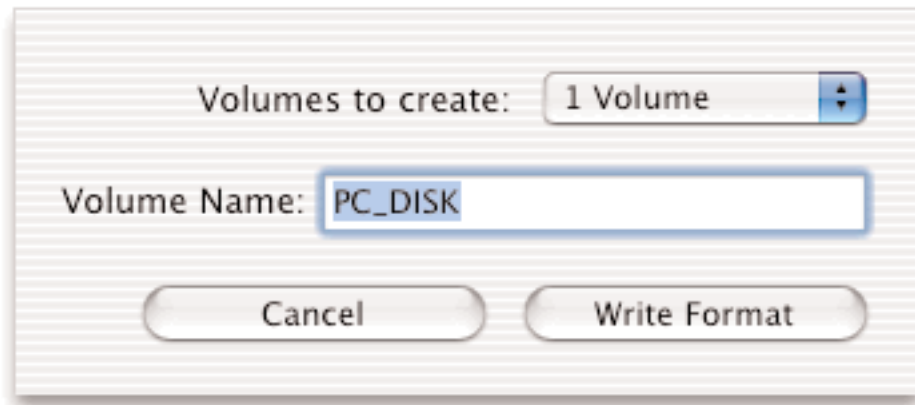 Volumes to create: 1 Volume
Volume Name: PC_DISK
Cancel Write Format